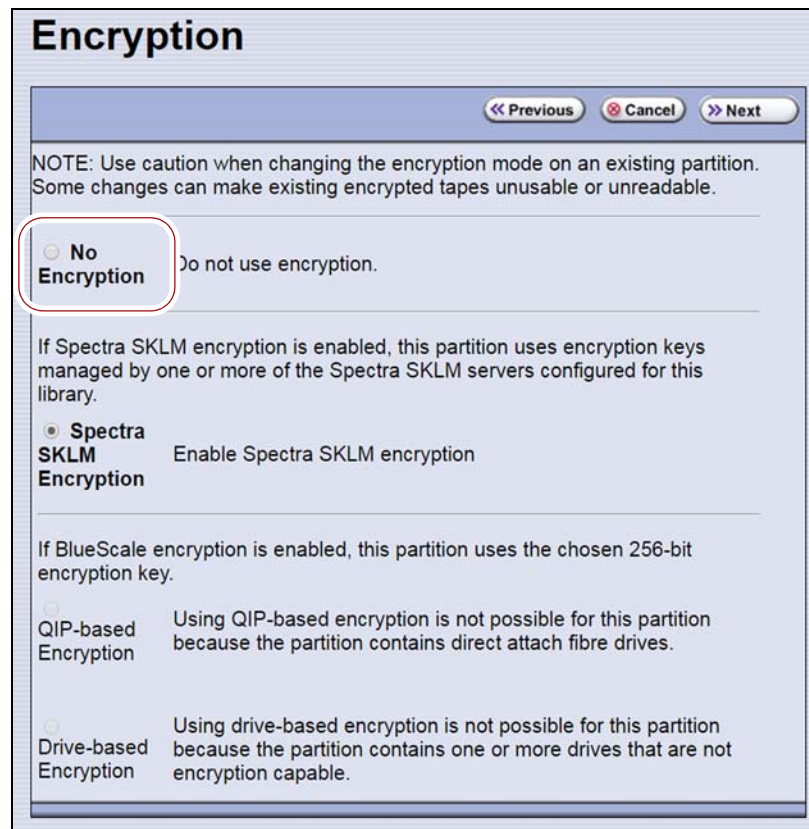 Encryption
Previous Cancel Next
NOTE: Use caution when changing the encryption mode on an existing partition.
Some changes can make existing encrypted tapes unusable or unreadable.
No
Encryption
Do not use encryption.
If Spectra SKLM encryption is enabled, this partition uses encryption keys
managed by one or more of the Spectra SKLM servers configured for this
library.
Spectra
SKLM
Encryption
Enable Spectra SKLM encryption
If BlueScale encryption is enabled, this partition uses the chosen 256-bit
encryption key.
QIP-based
Encryption
Using QIP-based encryption is not possible for this partition
because the partition contains direct attach fibre drives.
Drive-based
Encryption
Using drive-based encryption is not possible for this partition
because the partition contains one or more drives that are not
encryption capable.